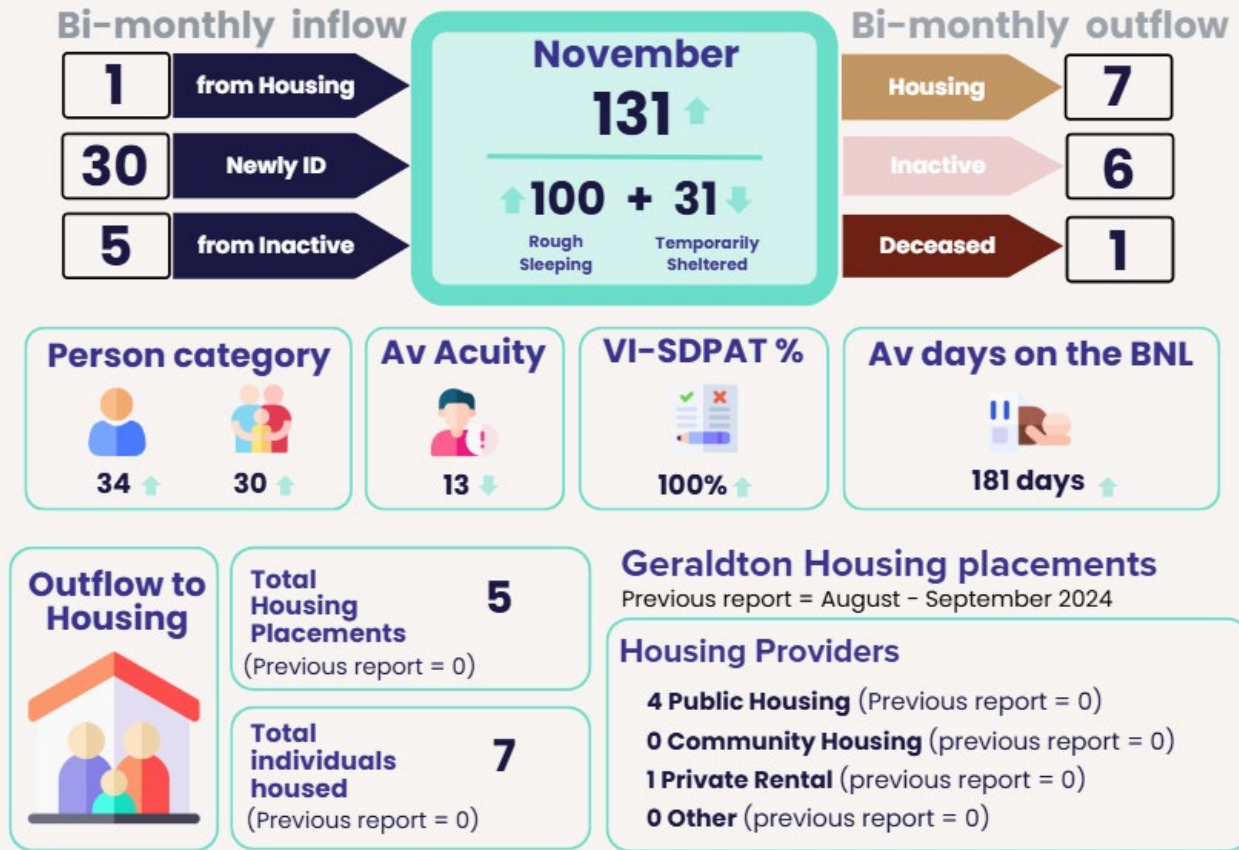 Bi-monthly inflow
1
from Housing
30
Newly ID
5
from Inactive
November
131
100 + 31
Rough
Sleeping
Temporarily
Sheltered
Bi-monthly outflow
Housing
7
Inactive
6
Deceased
1
Person category
34
30
Av Acuity
13
VI-SDPAT %
100%
Av days on the BNL
181 days
Outflow to
Housing
Total
Housing
Placements
5
(Previous report = 0)
Total
individuals
housed
7
(Previous report = 0)
Geraldton Housing placements
Previous report = August - September 2024
Housing Providers
4 Public Housing (Previous report = 0)
0 Community Housing (previous report = 0)
1 Private Rental (previous report = 0)
0 Other (previous report = 0)